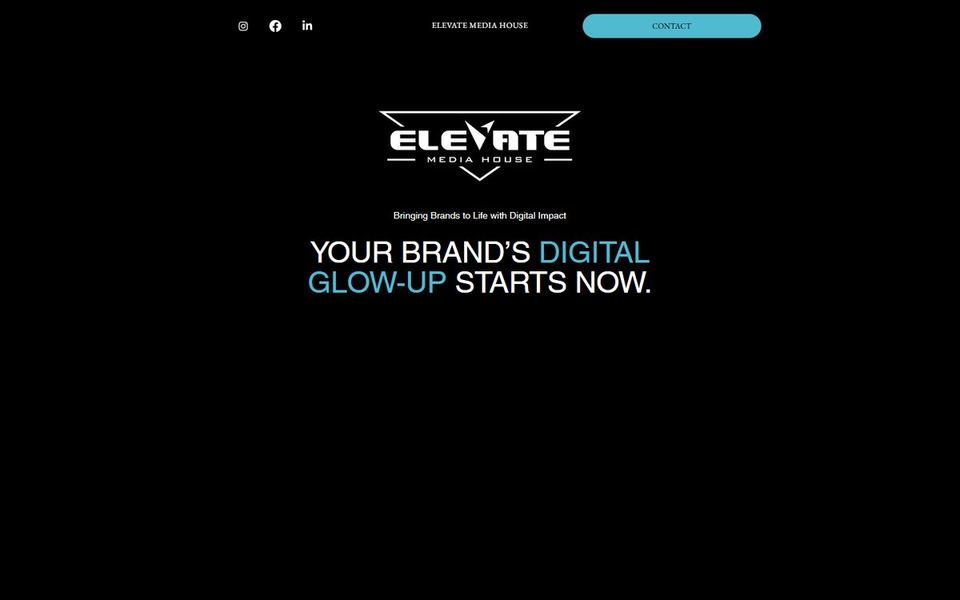 ELEVATE MEDIA HOUSE
CONTACT
ELEVATE
MEDIA HOUSE
Bringing Brands to Life with Digital Impact
YOUR BRAND’S DIGITAL
GLOW-UP STARTS NOW.